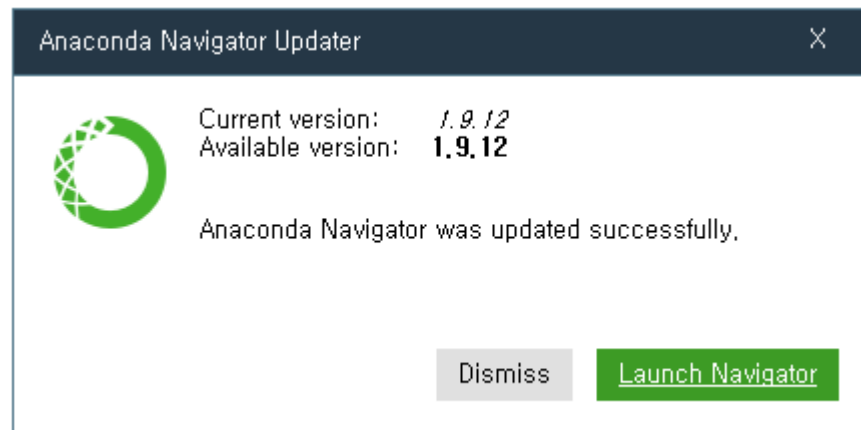 Anaconda Navigator Updater X
Current version: 1.9.12
Available version: 1.9.12
Anaconda Navigator was updated successfully.
Dismiss Launch Navigator